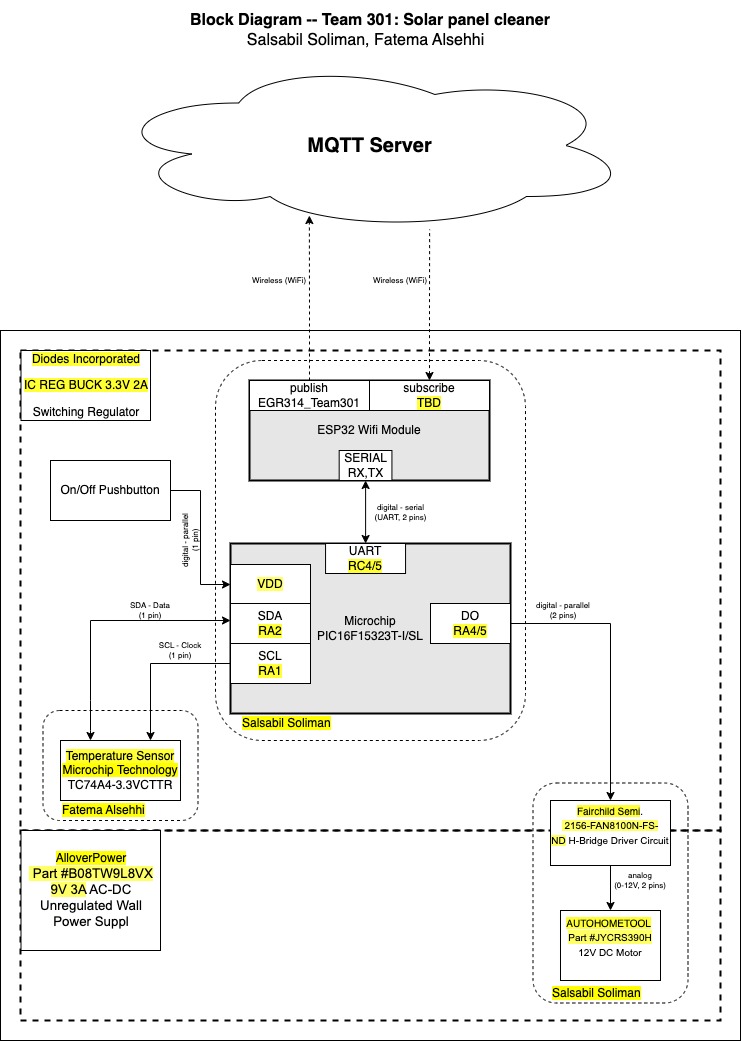 Block Diagram -- Team 301: Solar panel cleaner
Salsabil Soliman, Fatema Alsehhi
MQTT Server
Wireless (WiFi)
Wireless (WiFi)
Diodes Incorporated
IC REG BUCK 3.3V 2A
Switching Regulator
publish
EGR314_Team301
subscribe
TBD
ESP32 Wifi Module
SERIAL
RX,TX
On/Off Pushbutton
digital - serial
(UART, 2 pins)
digital - parallel
(1 pin)
UART
RC4/5
VDD
SDA
RA2
SCL
RA1
Microchip
PIC16F15323T-I/SL
DO
RA4/5
digital - parallel
(2 pins)
SDA - Data
(1 pin)
SCL - Clock
(1 pin)
Salsabil Soliman
Temperature Sensor
Microchip Technology
TC74A4-3.3VCTTR
Fatema Alsehhi
Fairchild Semi.
2156-FAN8100N-FS-
ND H-Bridge Driver Circuit
AlloverPower
Part #B08TW9L8VX
9V 3A AC-DC
Unregulated Wall
Power Suppl
analog
(0-12V, 2 pins)
AUTOHOMETOOL
Part #JYCRS390H
12V DC Motor
Salsabil Soliman